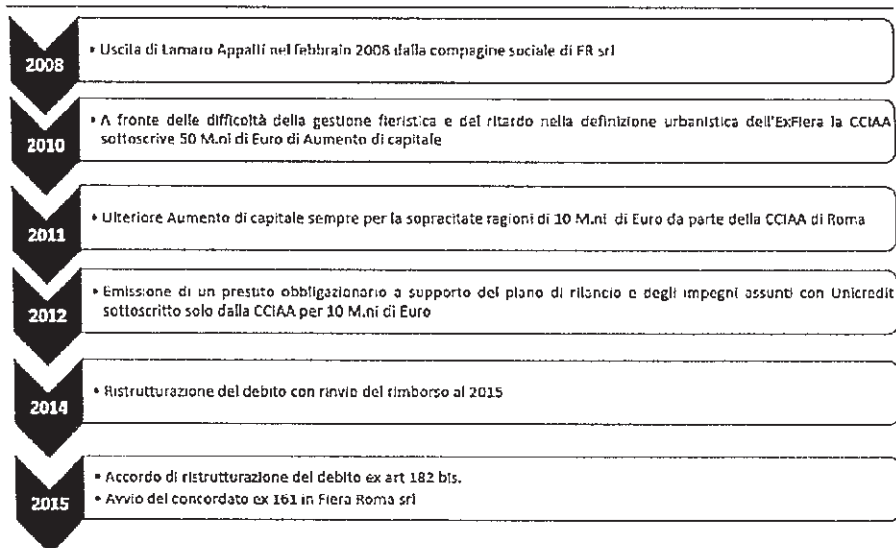 2008
• Uscita di Lamaro Appalti nel febbraio 2008 dalla compagine sociale di FR srl
2010
• A fronte delle difficoltà della gestione fieristica e del ritardo nella definizione urbanistica dell'ExFiera la CCIAA
sottoscrive 50 M.ni di Euro di Aumento di capitale
2011
• Ulteriore Aumento di capitale sempre per la sopracitate ragioni di 10 M.ni di Euro da parte della CCIAA di Roma
2012
• Emissione di un prestito obbligazionario a supporto del piano di rilancio e degli impegni assunti con Unicredit
sottoscritto solo dalla CCIAA per 10 M.ni di Euro
2014
• Ristrutturazione del debito con rinvio del rimborso al 2015
2015
• Accordo di ristrutturazione del debito ex art 182 bis.
• Avvio del concordato ex 161 in Fiera Roma srl